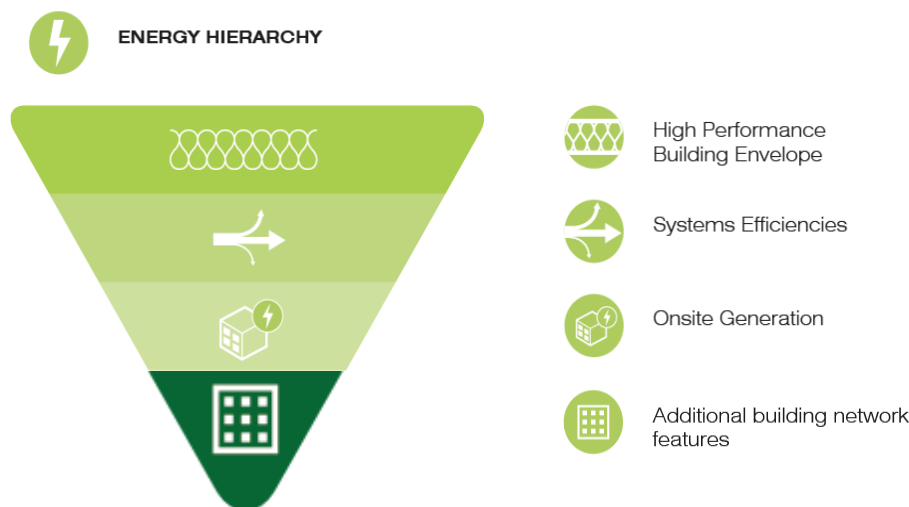 ENERGY HIERARCHY
High Performance
Building Envelope
Systems Efficiencies
Onsite Generation
Additional building network
features